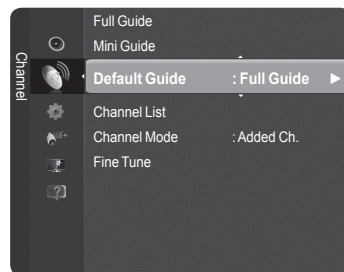 Channel
Full Guide
Mini Guide
Default Guide : Full Guide ►
Channel List
Channel Mode : Added Ch.
Fine Tune